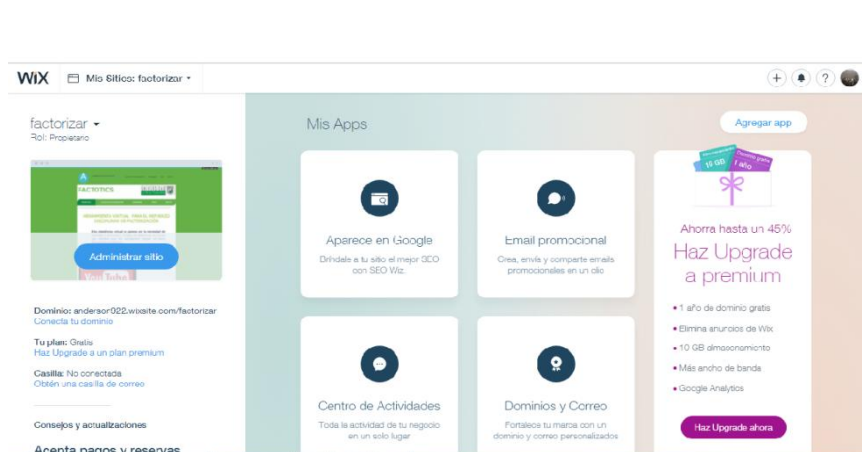 WiX Mis Sitios: factorizar
factorizar
Rol: Propietario
FACTOTICS
Administrar sitio
You Tube
Dominio: anderson022.wixsite.com/factorizar
Conecta tu dominio
Tu plan: Gratis
Haz Upgrade a un plan premium
Casilla: No conectada
Obtén una casilla de correo
Consejos y actualizaciones
Acepta pagos y reservas
Mis Apps
Agregar app
Aparece en Google
Bríndale a tu sitio el mejor SEO
con SEO Wiz.
Email promocional
Crea, envía y comparte emails
promocionales en un clic
Centro de Actividades
Toda la actividad de tu negocio
en un solo lugar
Dominios y Correo
Fortalece tu marca con un
dominio y correo personalizados
10 GB
1 año
Ahorra hasta un 45%
Haz Upgrade
a premium
• 1 año de dominio gratis
• Elimina anuncios de Wix
• 10 GB almacenamiento
• Más ancho de banda
• Google Analytics
Haz Upgrade ahora